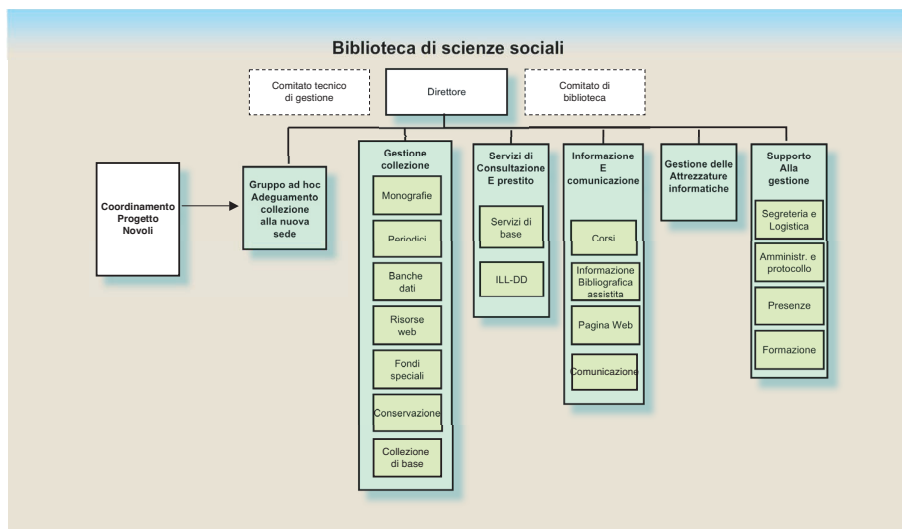 Biblioteca di scienze sociali
Comitato tecnico
di gestione
Direttore
Comitato di
biblioteca
Coordinamento
Progetto
Novoli
Gruppo ad hoc
Adeguamento
collezione
alla nuova
sede
Gestione
collezione
Monografie
Periodici
Banche
dati
Risorse
web
Fondi
speciali
Conservazione
Collezione
di base
Servizi di
Consultazione
E prestito
Servizi di
base
ILL-DD
Informazione
E
comunicazione
Corsi
Informazione
Bibliografica
assistita
Pagina Web
Comunicazione
Gestione delle
Attrezzature
informatiche
Supporto
Alla
gestione
Segreteria e
Logistica
Amministr. e
protocollo
Presenze
Formazione